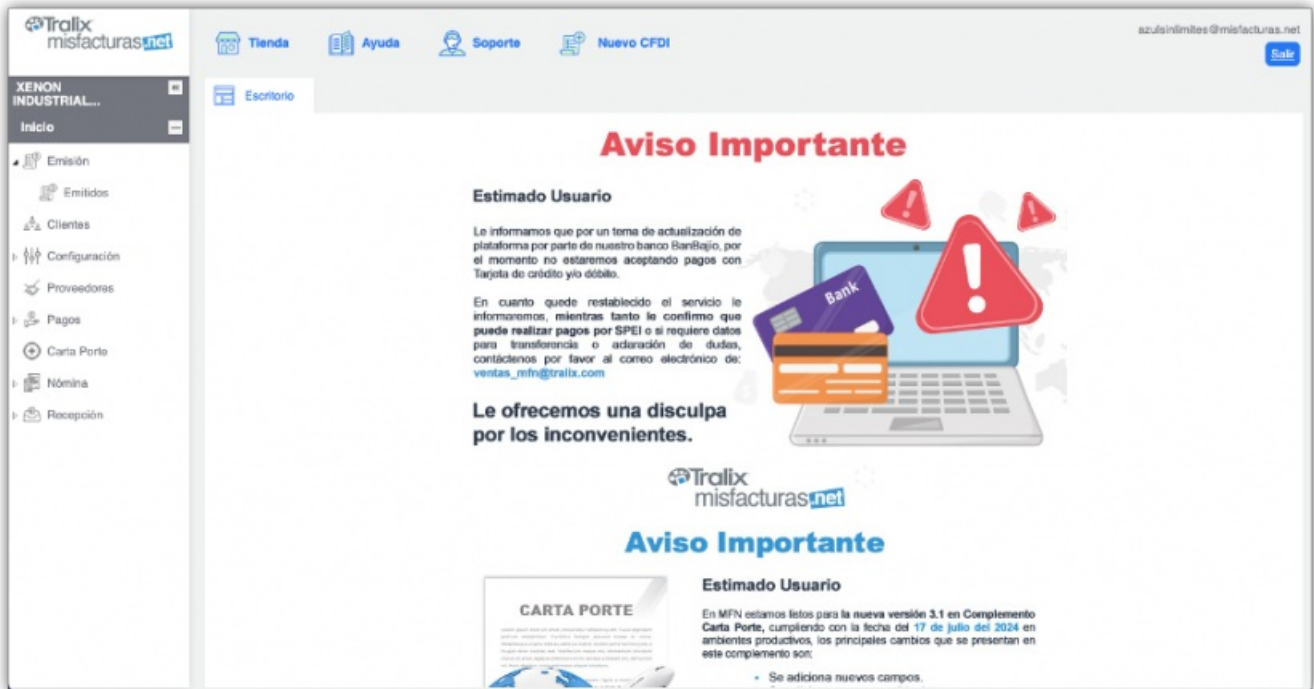 Tralix
misfacturas.net
Tienda
Ayuda
Soporte
Nuevo CFDI
azulsinlimites@misfacturas.net
Salir
XENON
INDUSTRIAL...
Inicio
Escritorio
Emisión
Emitidos
Clientes
Configuración
Proveedores
Pagos
Carta Porte
Nómina
Recepción
Aviso Importante
Estimado Usuario
Le informamos que por un tema de actualización de
plataforma por parte de nuestro banco BanBajío, por
el momento no estaremos aceptando pagos con
Tarjeta de crédito y/o débito.
En cuanto quede restablecido el servicio le
informaremos, mientras tanto le confirmo que
puede realizar pagos por SPEI o si requiere datos
para transferencia o aclaración de dudas,
contáctenos por favor al correo electrónico de:
ventas_mfn@tralix.com
Le ofrecemos una disculpa
por los inconvenientes.
Bank
Tralix
misfacturas.net
Aviso Importante
CARTA PORTE
Estimado Usuario
En MFN estamos listos para la nueva versión 3.1 en Complemento
Carta Porte, cumpliendo con la fecha del 17 de julio del 2024 en
ambientes productivos, los principales cambios que se presentan en
este complemento son:
• Se adiciona nuevos campos.